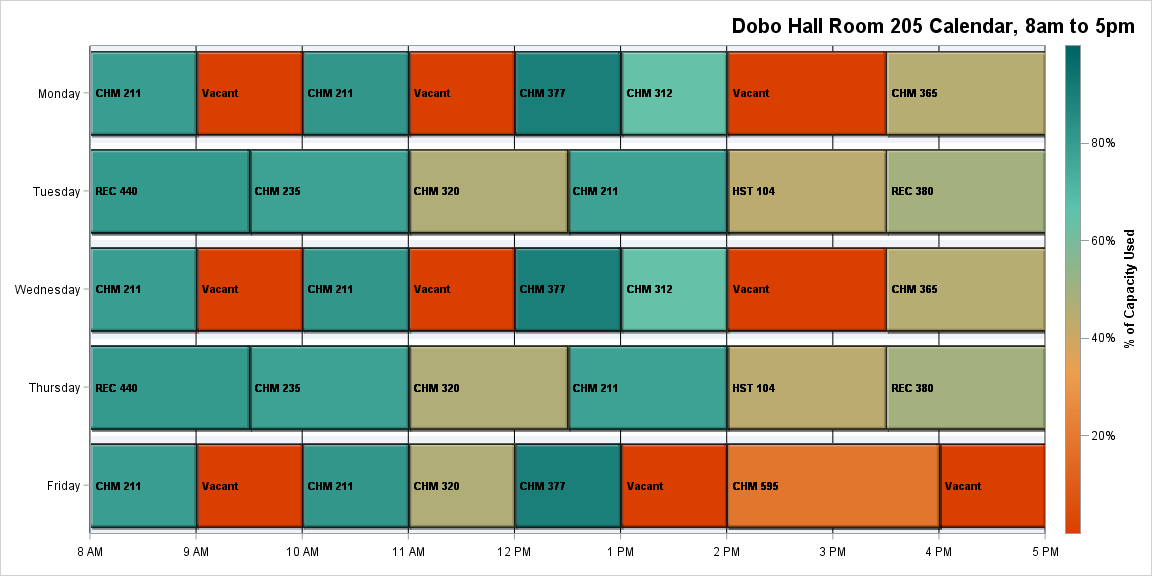 Dobo Hall Room 205 Calendar, 8am to 5pm
Monday CHM 211 Vacant CHM 211 Vacant CHM 377 CHM 312 Vacant CHM 365
Tuesday REC 440 CHM 235 CHM 320 CHM 211 HST 104 REC 380
Wednesday CHM 211 Vacant CHM 211 Vacant CHM 377 CHM 312 Vacant CHM 365
Thursday REC 440 CHM 235 CHM 320 CHM 211 HST 104 REC 380
Friday CHM 211 Vacant CHM 211 CHM 320 CHM 377 Vacant CHM 595 Vacant
8 AM 9 AM 10 AM 11 AM 12 PM 1 PM 2 PM 3 PM 4 PM 5 PM
80%
60%
40%
20%
% of Capacity Used